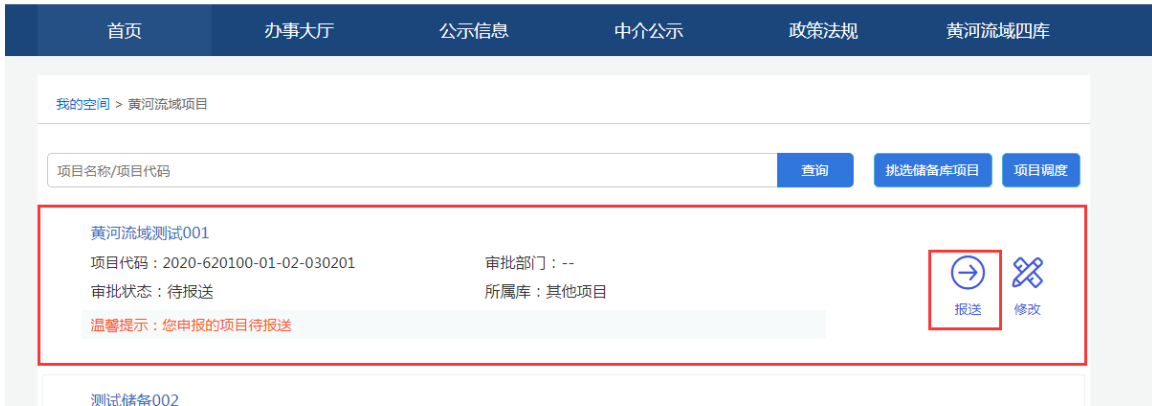 首页 办事大厅 公示信息 中介公示 政策法规 黄河流域四库
我的空间 > 黄河流域项目
项目名称/项目代码 查询 挑选储备库项目 项目调度
黄河流域测试001
项目代码：2020-620100-01-02-030201 审批部门：--
审批状态：待报送 所属库：其他项目
报送 修改
温馨提示：您申报的项目待报送
测试储备002